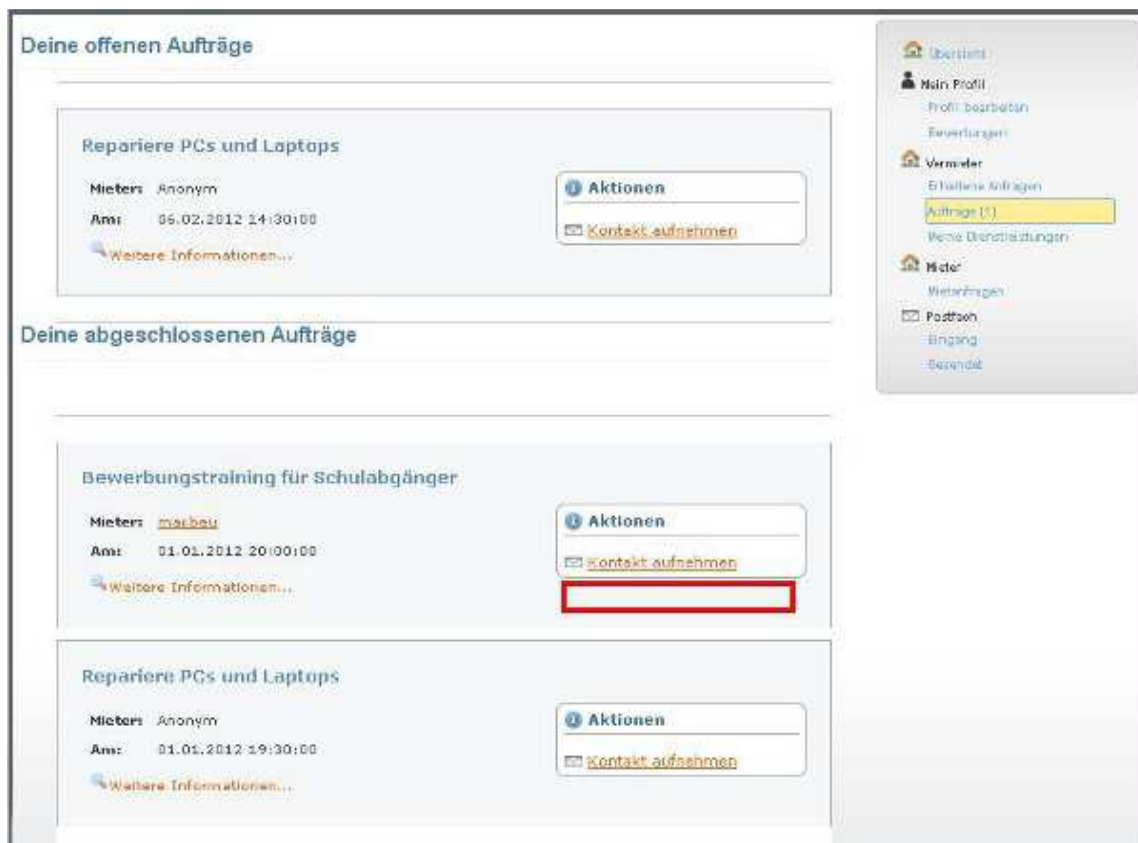 Deine offenen Aufträge
Repariere PCs und Laptops
Mieter: Anonym
Am: 06.02.2012 14:30:00
Weitere Informationen...
Aktionen
Kontakt aufnehmen
Deine abgeschlossenen Aufträge
Bewerbungstraining für Schulabgänger
Mieter: macbeu
Am: 01.01.2012 20:00:00
Weitere Informationen...
Aktionen
Kontakt aufnehmen
Repariere PCs und Laptops
Mieter: Anonym
Am: 01.01.2012 19:30:00
Weitere Informationen...
Aktionen
Kontakt aufnehmen
Übersicht
Mein Profil
Profil bearbeiten
Bewertungen
Vermieter
Erhaltene Anfragen
Aufträge (1)
Meine Dienstleistungen
Mieter
Mietanfragen
Postfach
Eingang
Gesendet